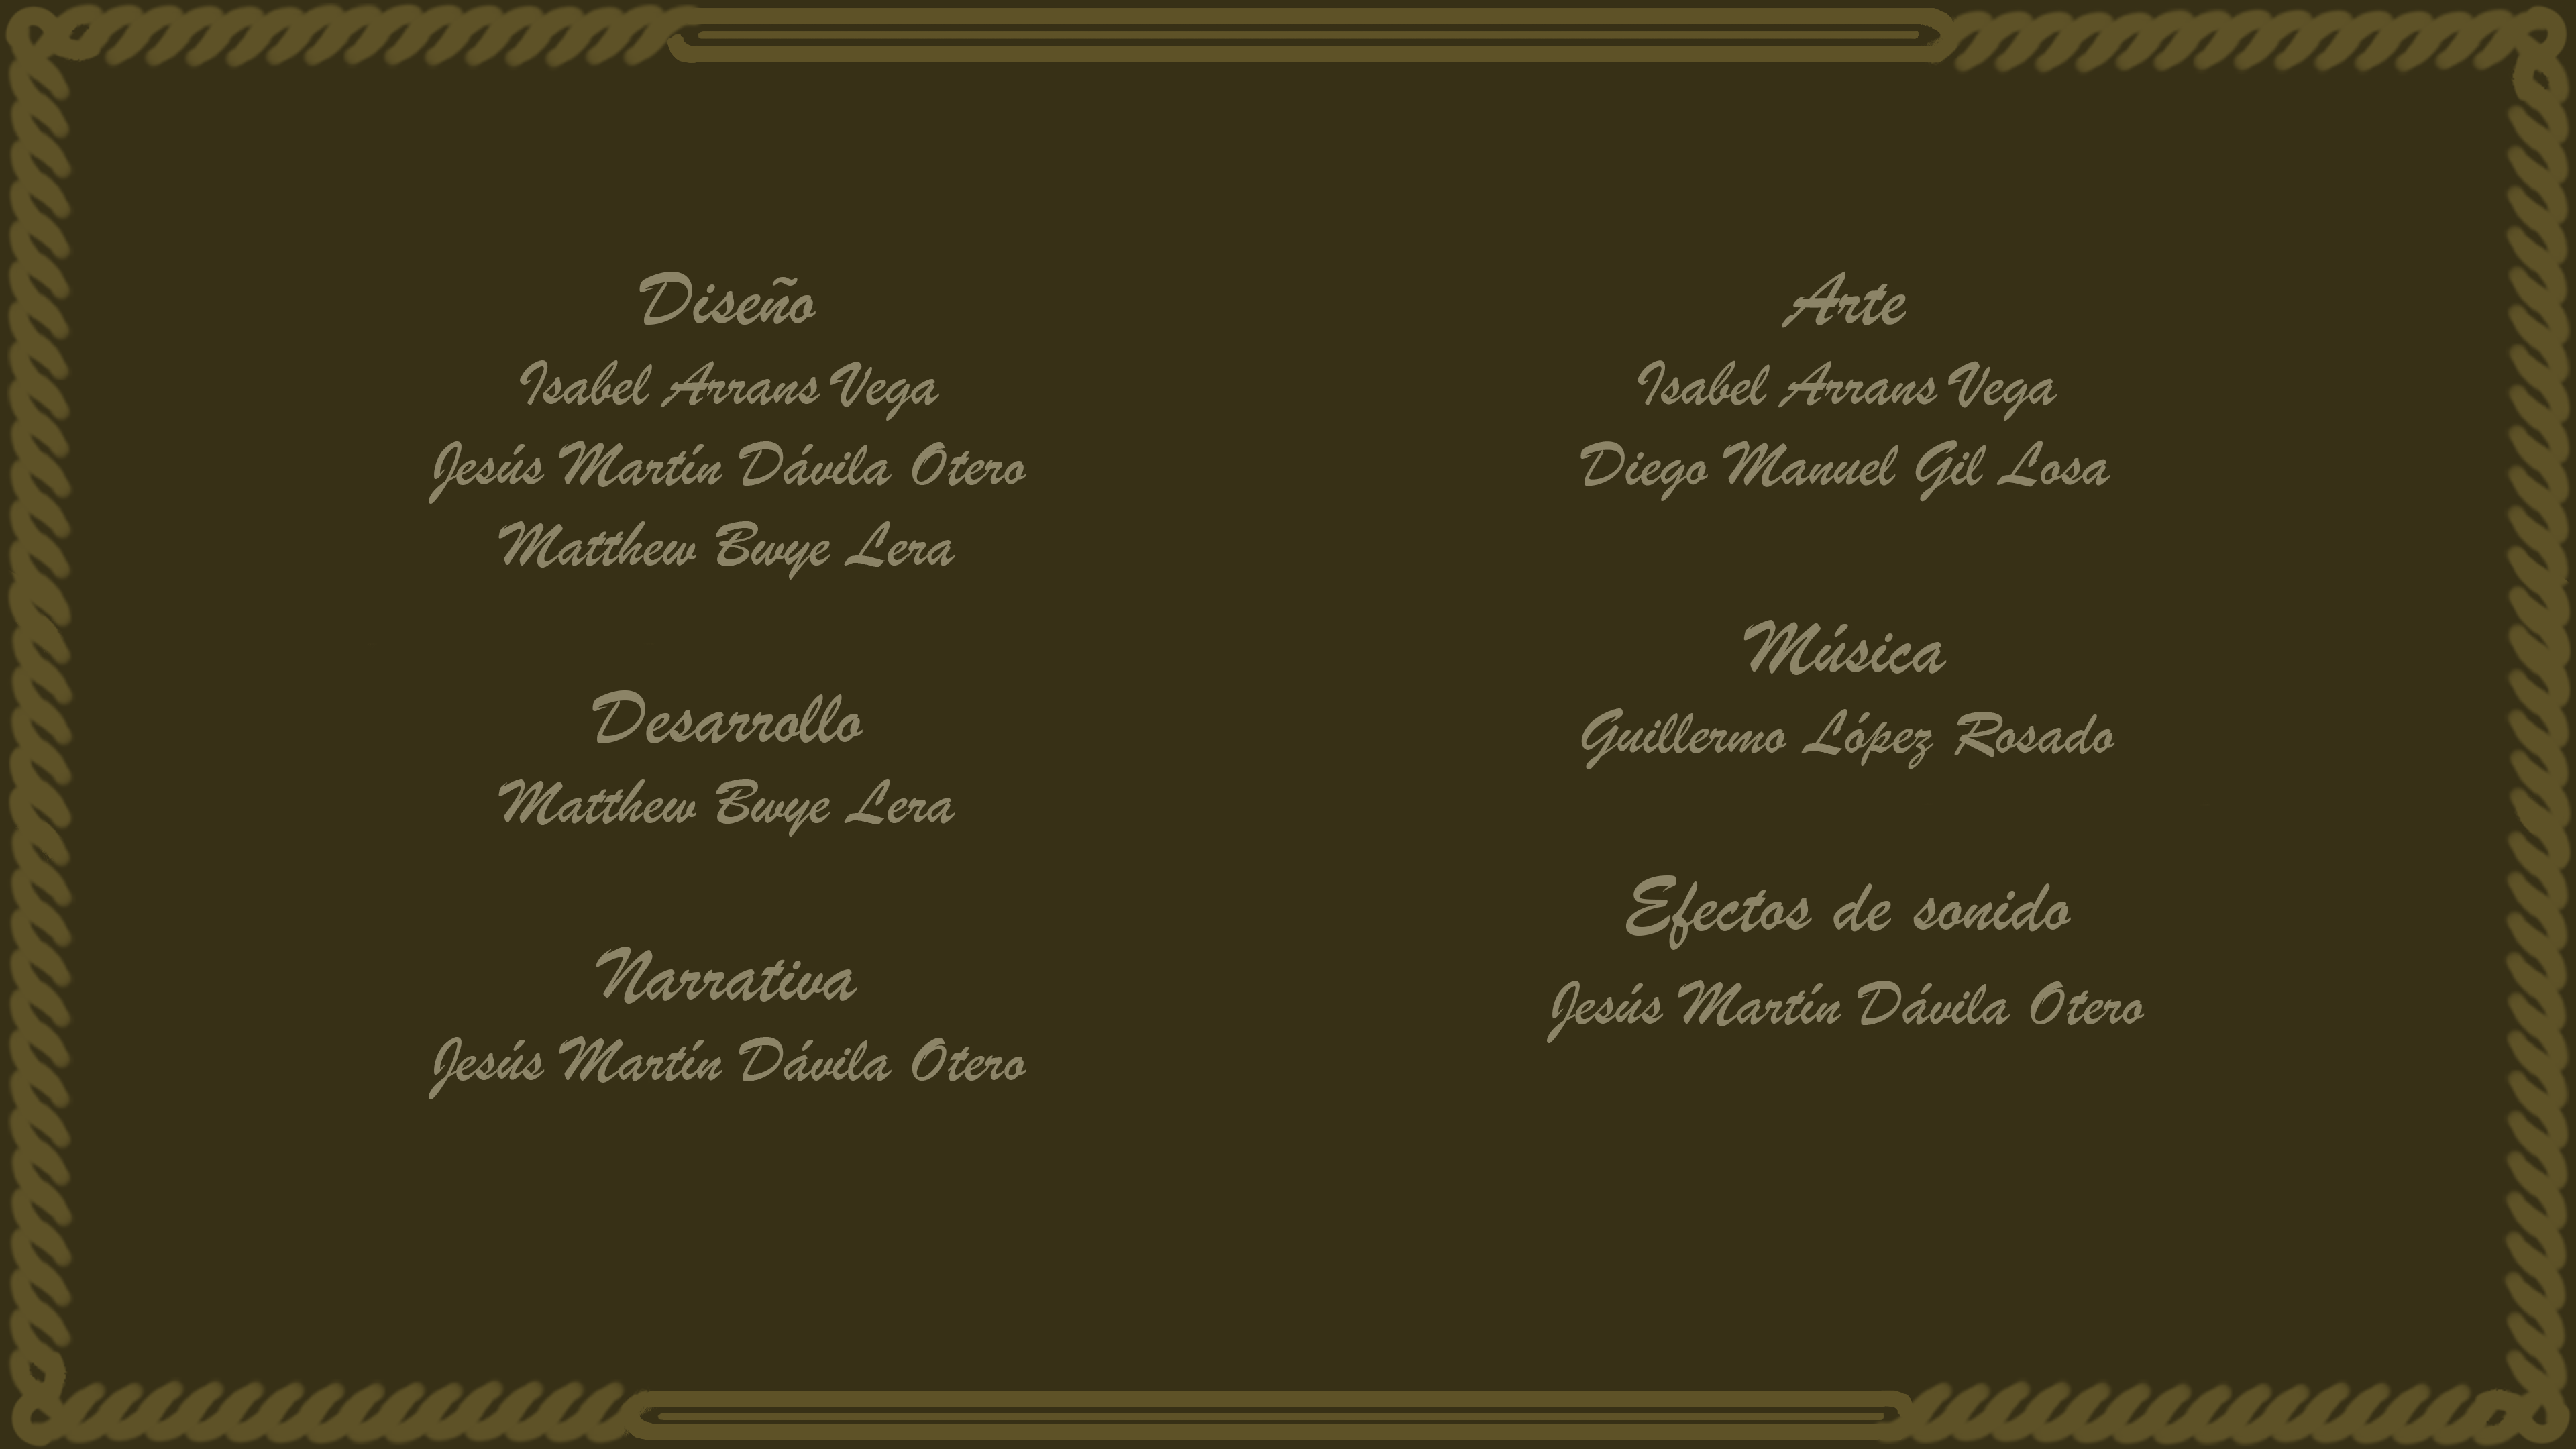 Diseño
Isabel Arrans Vega
Jesús Martín Dávila Otero
Matthew Bwye Lera
Desarrollo
Matthew Bwye Lera
Narrativa
Jesús Martín Dávila Otero
Arte
Isabel Arrans Vega
Diego Manuel Gil Losa
Música
Guillermo López Rosado
Efectos de sonido
Jesús Martín Dávila Otero